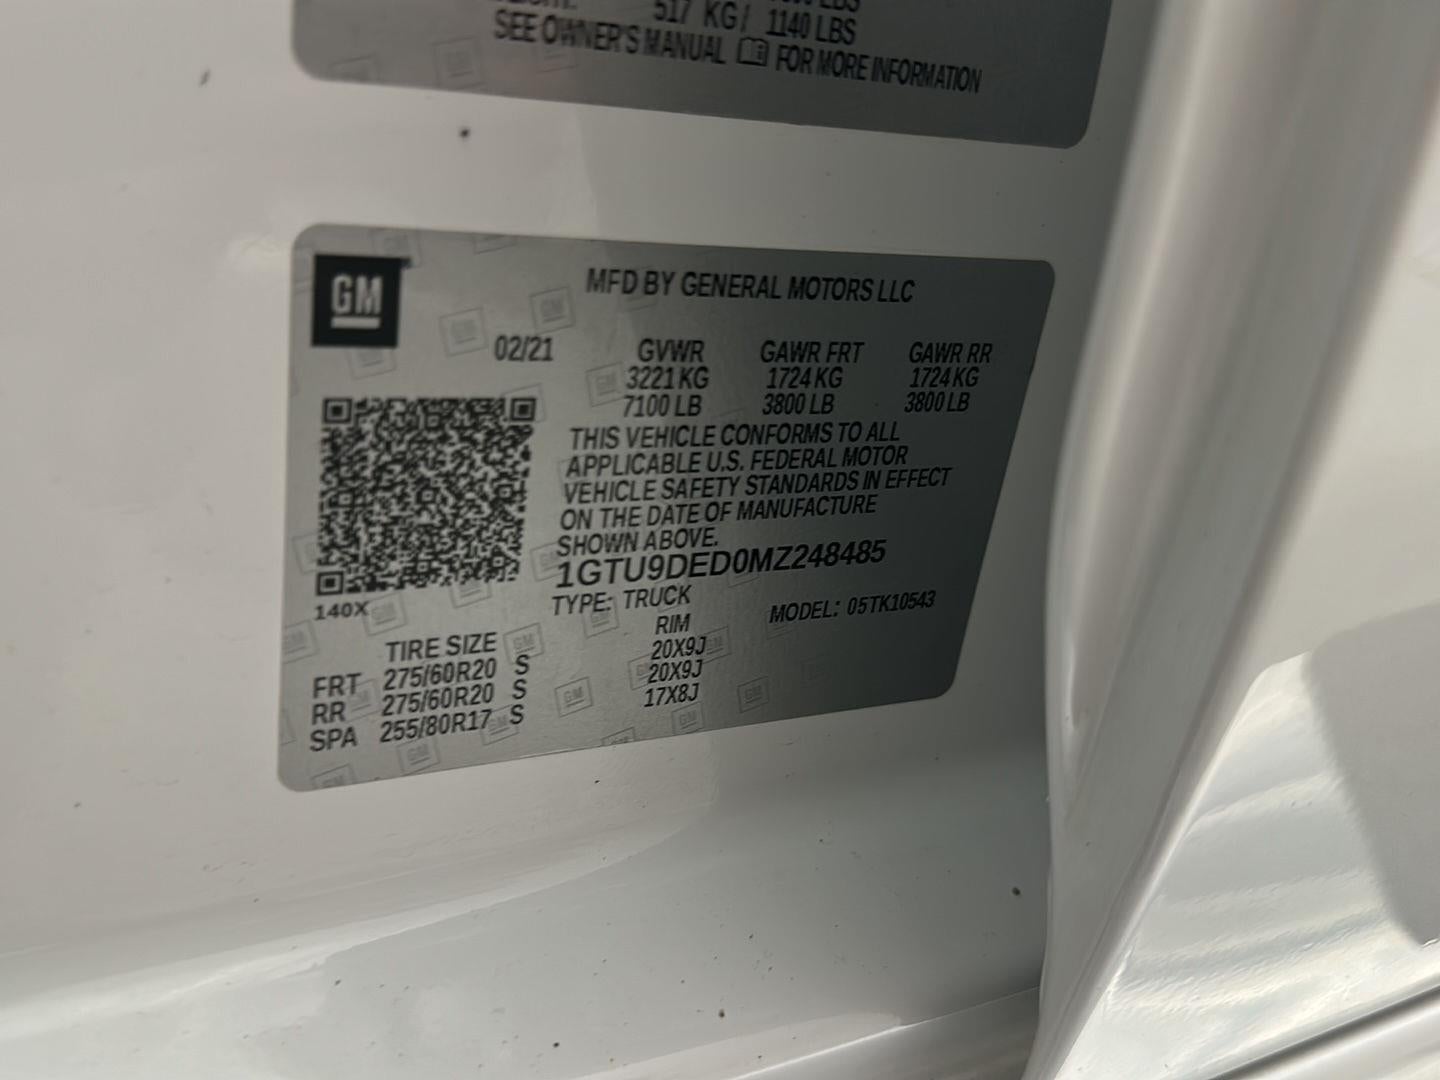 517 KG / 1140 LBS
SEE OWNER'S MANUAL FOR MORE INFORMATION
GM
MFD BY GENERAL MOTORS LLC
02/21 GVWR GAWR FRT GAWR RR
3221 KG 1724 KG 1724 KG
7100 LB 3800 LB 3800 LB
THIS VEHICLE CONFORMS TO ALL
APPLICABLE U.S. FEDERAL MOTOR
VEHICLE SAFETY STANDARDS IN EFFECT
ON THE DATE OF MANUFACTURE
SHOWN ABOVE.
1GTU9DED0MZ248485
140X
TYPE: TRUCK MODEL: 05TK10543
TIRE SIZE RIM
FRT 275/60R20 S 20X9J
RR 275/60R20 S 20X9J
SPA 255/80R17 S 17X8J